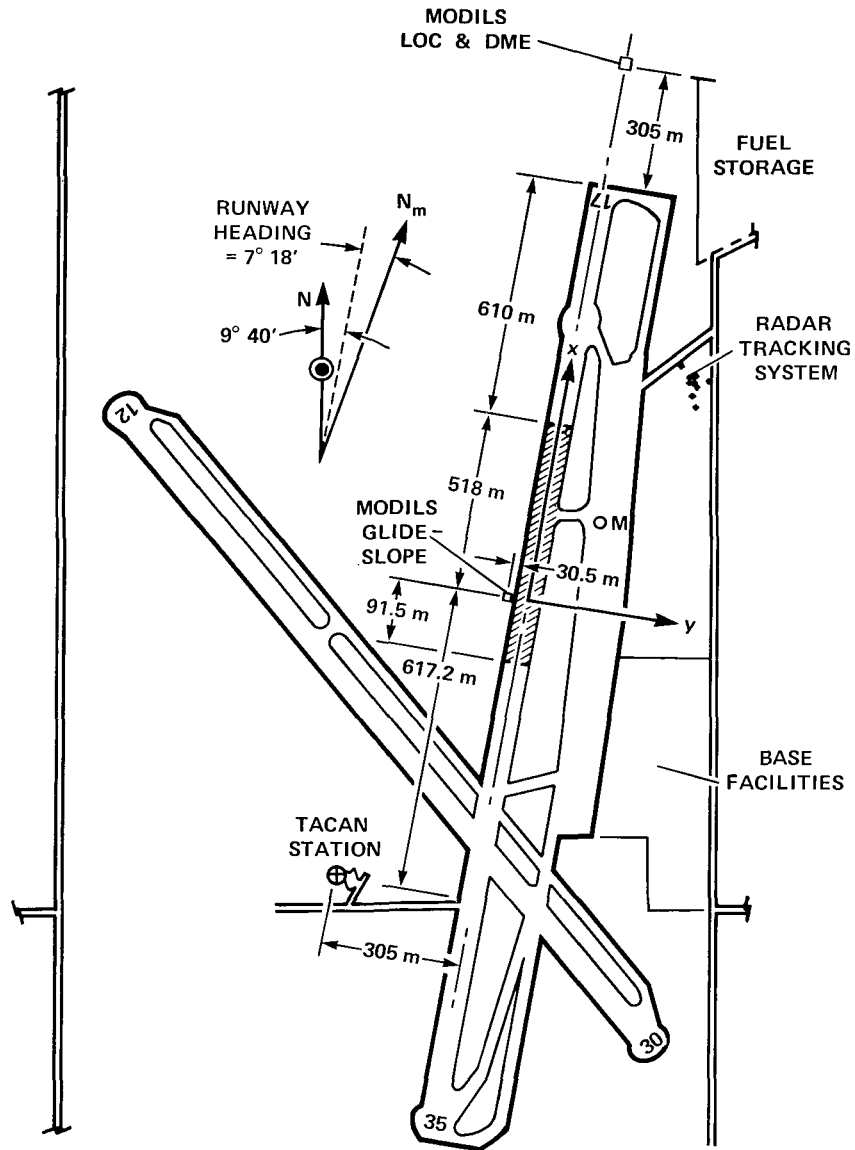 MODILS
LOC & DME
305 m
FUEL
STORAGE
17
RUNWAY
HEADING
= 7° 18'
N_m
N
9° 40'
610 m
x
RADAR
TRACKING
SYSTEM
12
518 m
MODILS
GLIDE-
SLOPE
M
30.5 m
91.5 m
y
617.2 m
BASE
FACILITIES
TACAN
STATION
305 m
30
35